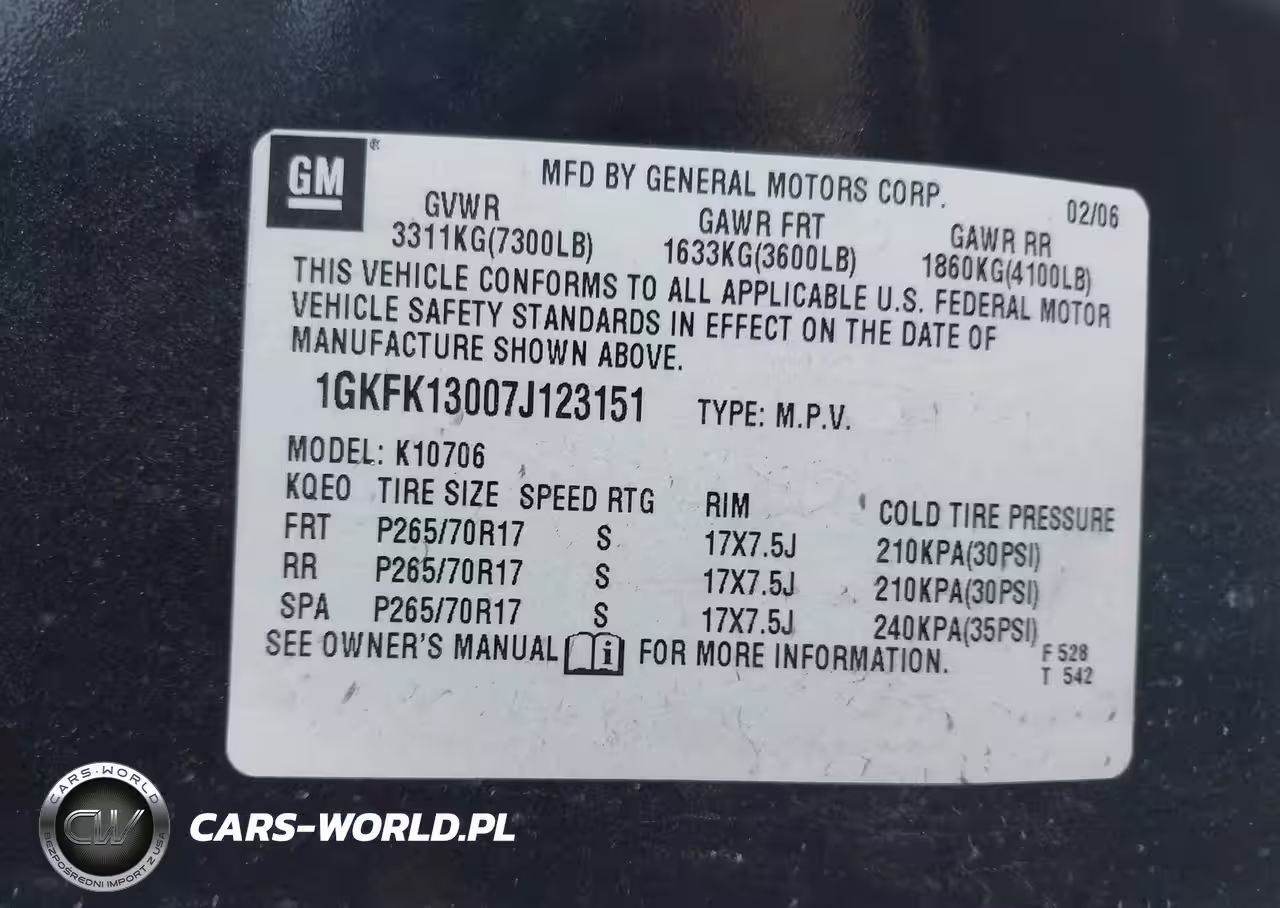 GM ®
MFD BY GENERAL MOTORS CORP.
02/06
GVWR GAWR FRT GAWR RR
3311KG(7300LB) 1633KG(3600LB) 1860KG(4100LB)
THIS VEHICLE CONFORMS TO ALL APPLICABLE U.S. FEDERAL MOTOR
VEHICLE SAFETY STANDARDS IN EFFECT ON THE DATE OF
MANUFACTURE SHOWN ABOVE.
1GKFK13007J123151 TYPE: M.P.V.
MODEL: K10706
KQEO TIRE SIZE SPEED RTG RIM COLD TIRE PRESSURE
FRT P265/70R17 S 17X7.5J 210KPA(30PSI)
RR P265/70R17 S 17X7.5J 210KPA(30PSI)
SPA P265/70R17 S 17X7.5J 240KPA(35PSI)
SEE OWNER'S MANUAL i FOR MORE INFORMATION.
F 528
T 542
CARS-WORLD
CW
BEZPOŚREDNI IMPORT Z USA
CARS-WORLD.PL